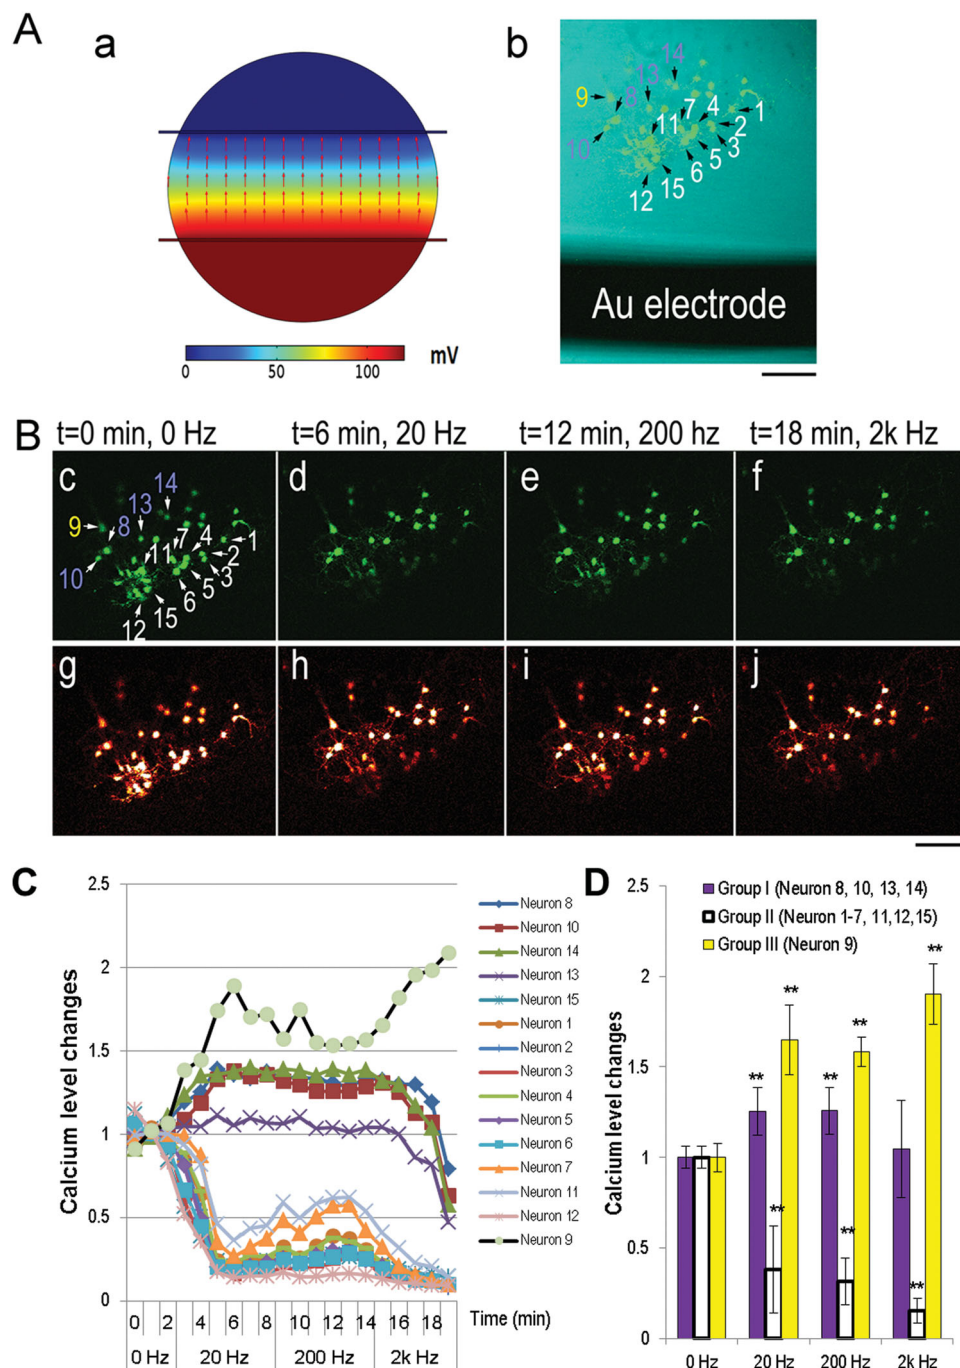 A
a
mV
0
100
b
14
13
9
8
7
4
1
11
2
10
3
5
6
12
15
Au electrode
B
t=0 min, 0 Hz
t=6 min, 20 Hz
t=12 min, 200 hz
t=18 min, 2k Hz
c
14
13
9
8
7
4
1
11
2
10
3
5
6
12
15
d
e
f
g
h
i
j
C
Calcium level changes
2.5
2
1.5
1
0.5
0
0 2 4 6 8 10 12 14 16 18
Time (min)
0 Hz 20 Hz 200 Hz 2k Hz
Neuron 8
Neuron 10
Neuron 14
Neuron 13
Neuron 15
Neuron 1
Neuron 2
Neuron 3
Neuron 4
Neuron 5
Neuron 6
Neuron 7
Neuron 11
Neuron 12
Neuron 9
D
Calcium level changes
2.5
2
1.5
1
0.5
0
Group I (Neuron 8, 10, 13, 14)
Group II (Neuron 1-7, 11,12,15)
Group III (Neuron 9)
**
**
**
**
**
**
**
**
0 Hz 20 Hz 200 Hz 2k Hz